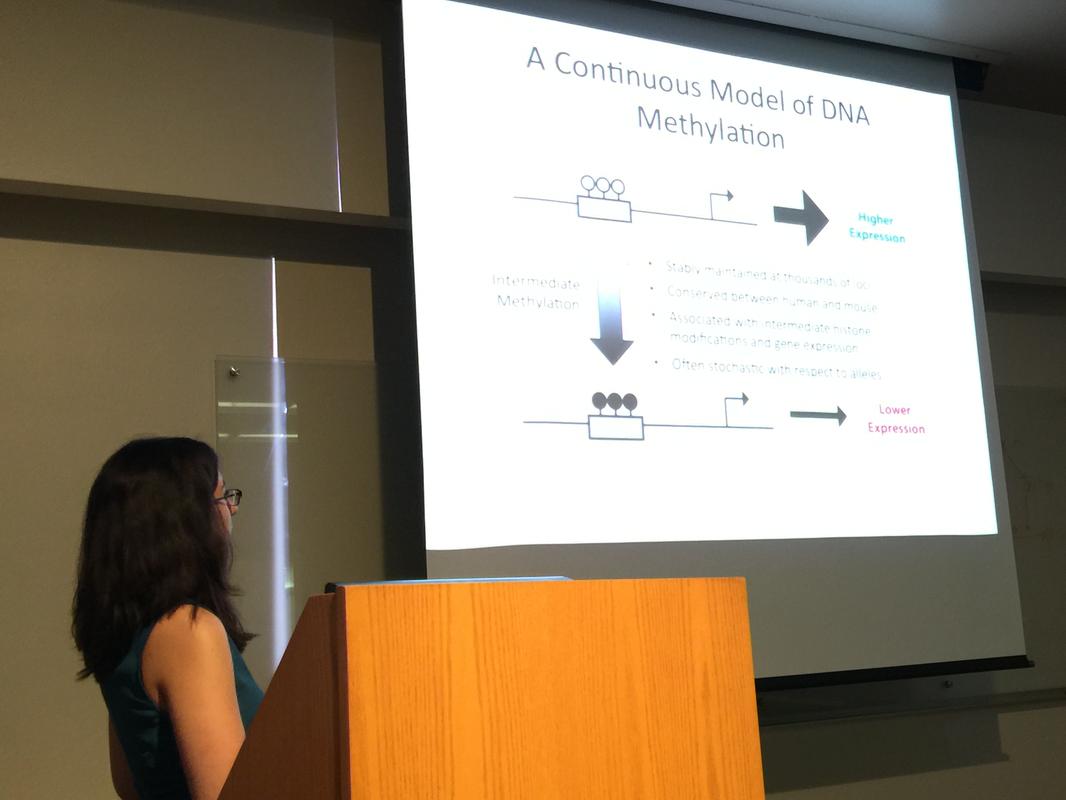 A Continuous Model of DNA
Methylation
Higher
Expression
Intermediate
Methylation
• Stably maintained at thousands of loci
• Conserved between human and mouse
• Associated with intermediate histone
modifications and gene expression
• Often stochastic with respect to alleles
Lower
Expression